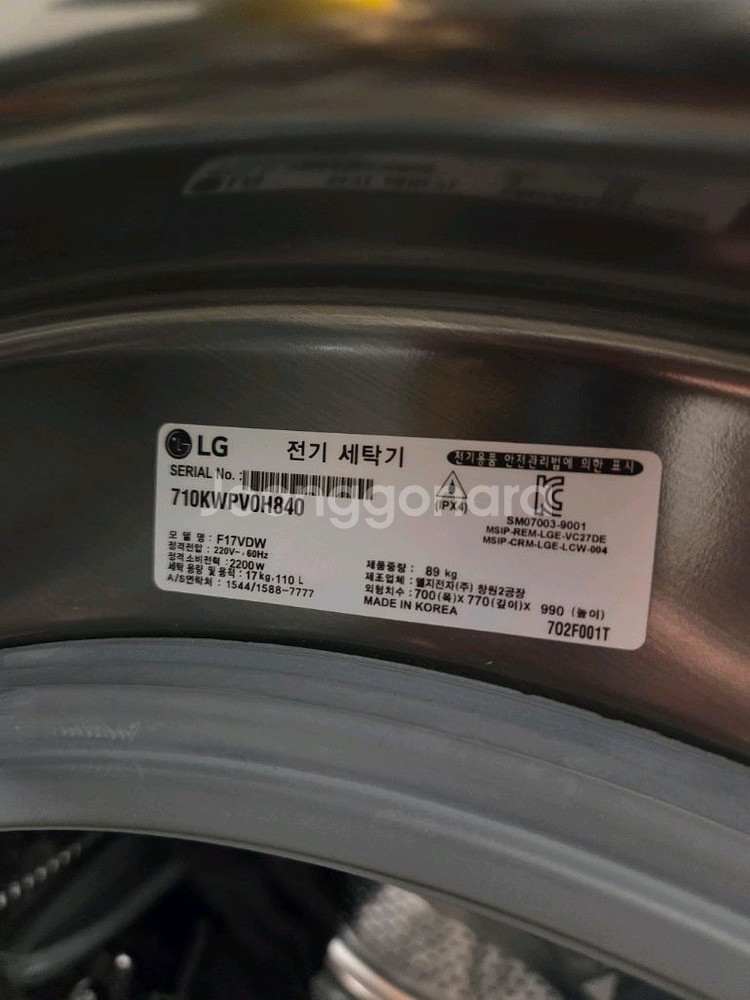 LG 전기 세탁기 전기용품 안전관리법에 의한 표시
SERIAL No. :
710KWPV0H840
(IPX4)
SM07003-9001
MSIP-REM-LGE-VC27DE
MSIP-CRM-LGE-LCW-004
모 델 명 : F17VDW
정격전압 : 220V~, 60Hz
정격 소비전력 : 2200W
세탁 용량 및 용적 : 17kg, 110 L
A/S연락처 : 1544/1588-7777
제품중량 : 89 kg
제조업체 : 엘지전자(주) 창원2공장
외형치수 : 700(폭)X 770(깊이)X 990 (높이)
MADE IN KOREA
702F001T
Joonggonara